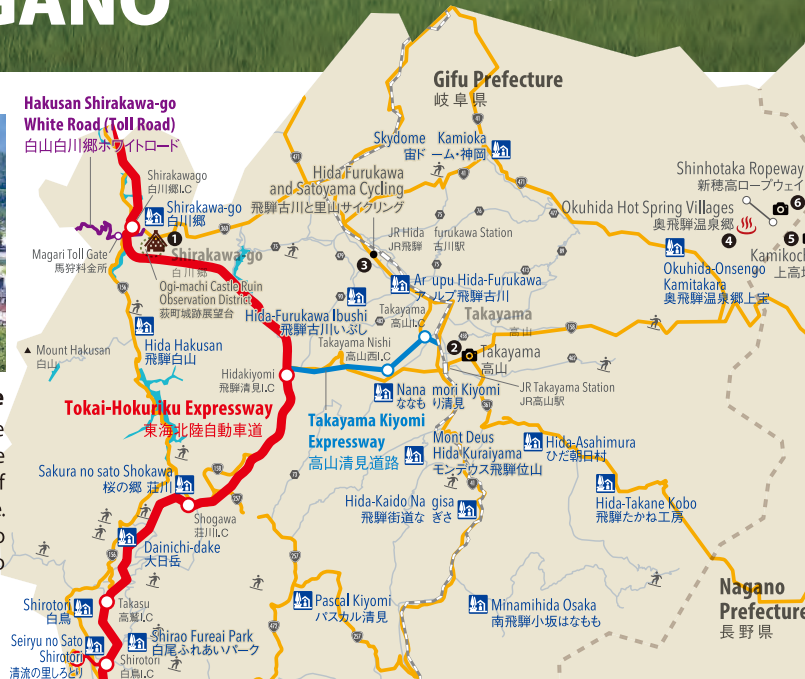 GANO
Hakusan Shirakawa-go
White Road (Toll Road)
白山白川郷ホワイトロード
Gifu Prefecture
岐阜県
Skydome Kamioka
宙ドーム・神岡
Shirakawago
白川郷I.C
Shirakawa-go
白川郷
Hida Furukawa
and Satoyama Cycling
飛騨古川と里山サイクリング
Shinhotaka Ropeway
新穂高ロープウェイ
Okuhida Hot Spring Villages
奥飛騨温泉郷
Magari Toll Gate
馬狩料金所
Shirakawa-go
白川郷
JR Hida furukawa Station
JR飛騨 古川駅
Kamikoch
上高地
Ogi-machi Castle Ruin
Observation District
荻町城跡展望台
Okuhida-Onsengo
Kamitakara
奥飛騨温泉郷上宝
Ar upu Hida-Furukawa
アルプ飛騨古川
Hida-Furukawa Ibushi
飛騨古川いぶし
Takayama
高山I.C
Takayama
高山
Mount Hakusan
白山
Hida Hakusan
飛騨白山
Takayama Nishi
高山西I.C
Takayama
高山
Hidakiyomi
飛騨清見I.C
JR Takayama Station
JR高山駅
Nana mori Kiyomi
ななも り清見
Tokai-Hokuriku Expressway
東海北陸自動車道
Takayama Kiyomi
Expressway
高山清見道路
Mont Deus
Hida Kuraiyama
モンデウス飛騨位山
Hida-Asahimura
ひだ朝日村
Sakura no sato Shokawa
桜の郷 荘川
Hida-Takane Kobo
飛騨たかね工房
Hida-Kaido Na gisa
飛騨街道な ぎさ
Shogawa
荘川I.C
Dainichi-dake
大日岳
Nagano
Prefecture
長野県
Shirotori
白鳥
Takasu
高鷲I.C
Pascal Kiyomi
パスカル清見
Minamihida Osaka
南飛騨小坂はなもも
Seiryu no Sato
Shirotori
清流の里しろとり
Shirotori
白鳥I.C
Shirao Fureai Park
白尾ふれあいパーク